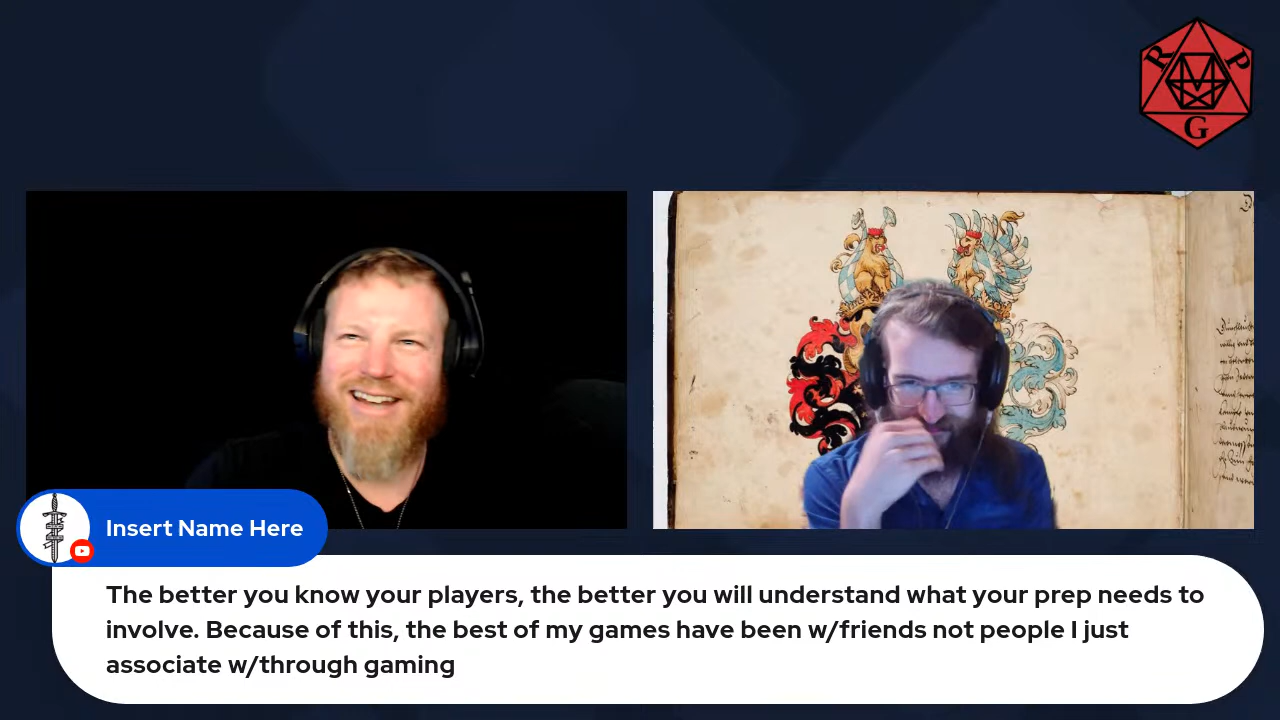 R P
G
Insert Name Here
The better you know your players, the better you will understand what your prep needs to
involve. Because of this, the best of my games have been w/friends not people I just
associate w/through gaming